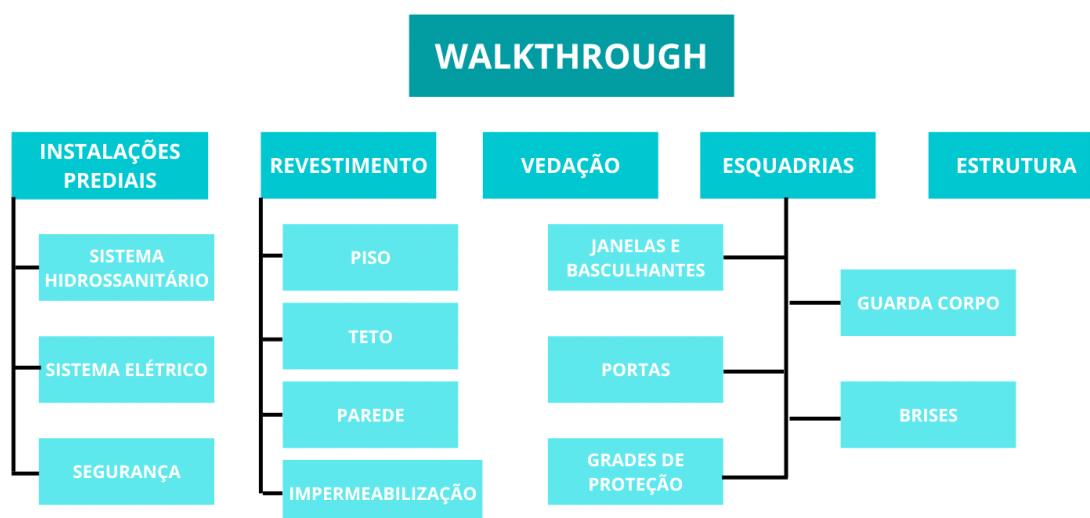 WALKTHROUGH
INSTALAÇÕES
PREDIAIS
REVESTIMENTO
VEDAÇÃO
ESQUADRIAS
ESTRUTURA
SISTEMA
HIDROSSANITÁRIO
SISTEMA ELÉTRICO
SEGURANÇA
PISO
TETO
PAREDE
IMPERMEABILIZAÇÃO
JANELAS E
BASCULHANTES
PORTAS
GRADES DE
PROTEÇÃO
GUARDA CORPO
BRISES